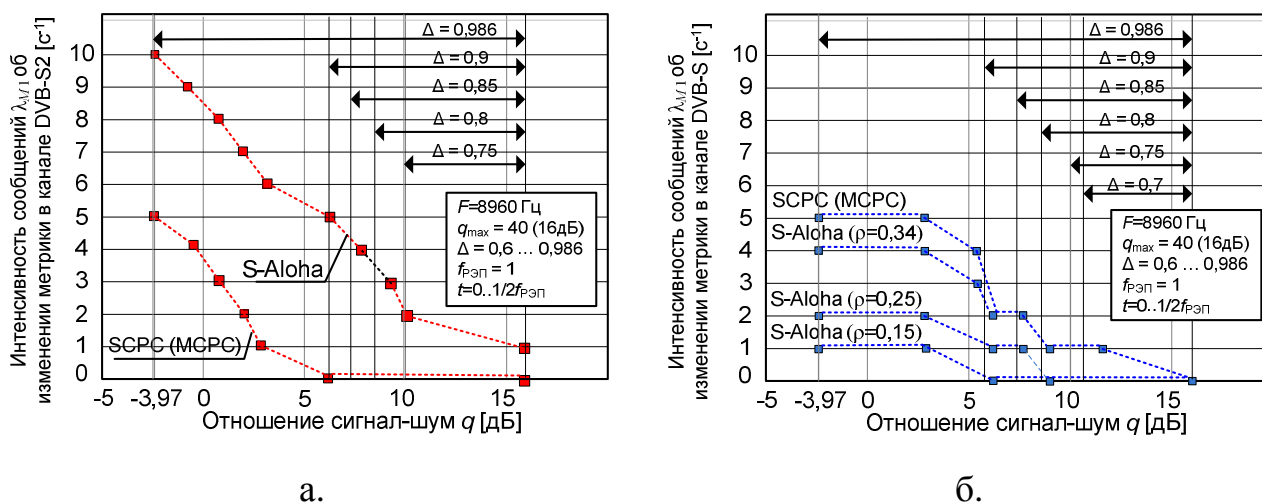 Интенсивность сообщений λM1 об
изменении метрики в канале DVB-S2 [с-1]
10
9
8
7
6
5
4
3
2
1
0
Δ = 0,986
Δ = 0,9
Δ = 0,85
Δ = 0,8
Δ = 0,75
F=8960 Гц
qmax = 40 (16дБ)
Δ = 0,6 ... 0,986
fРЭП = 1
t=0..1/2fРЭП
S-Aloha
SCPC (MCPC)
-5 -3,97 0 5 10 15
Отношение сигнал-шум q [дБ]
а.
Интенсивность сообщений λM1 об
изменении метрики в канале DVB-S [с-1]
10
9
8
7
6
5
4
3
2
1
0
Δ = 0,986
Δ = 0,9
Δ = 0,85
Δ = 0,8
Δ = 0,75
Δ = 0,7
SCPC (MCPC)
S-Aloha (ρ=0,34)
S-Aloha (ρ=0,25)
S-Aloha (ρ=0,15)
F=8960 Гц
qmax = 40 (16дБ)
Δ = 0,6 ... 0,986
fРЭП = 1
t=0..1/2fРЭП
-5 -3,97 0 5 10 15
Отношение сигнал-шум q [дБ]
б.